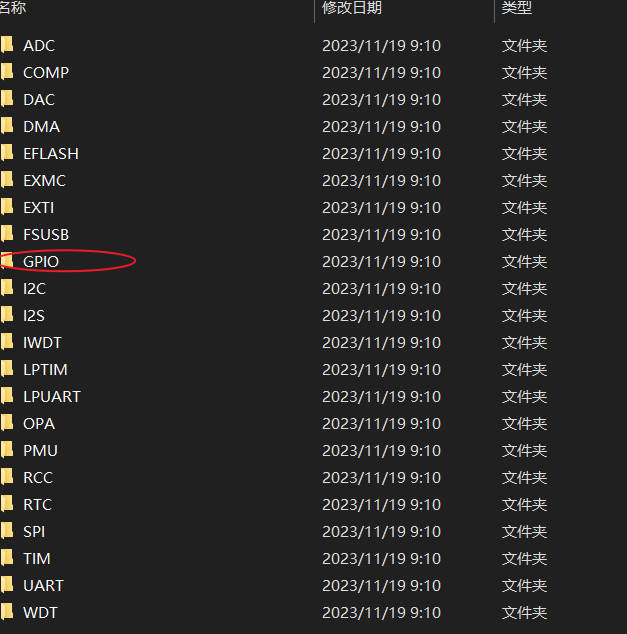 名称 修改日期 类型
ADC 2023/11/19 9:10 文件夹
COMP 2023/11/19 9:10 文件夹
DAC 2023/11/19 9:10 文件夹
DMA 2023/11/19 9:10 文件夹
EFLASH 2023/11/19 9:10 文件夹
EXMC 2023/11/19 9:10 文件夹
EXTI 2023/11/19 9:10 文件夹
FSUSB 2023/11/19 9:10 文件夹
GPIO 2023/11/19 9:10 文件夹
I2C 2023/11/19 9:10 文件夹
I2S 2023/11/19 9:10 文件夹
IWDT 2023/11/19 9:10 文件夹
LPTIM 2023/11/19 9:10 文件夹
LPUART 2023/11/19 9:10 文件夹
OPA 2023/11/19 9:10 文件夹
PMU 2023/11/19 9:10 文件夹
RCC 2023/11/19 9:10 文件夹
RTC 2023/11/19 9:10 文件夹
SPI 2023/11/19 9:10 文件夹
TIM 2023/11/19 9:10 文件夹
UART 2023/11/19 9:10 文件夹
WDT 2023/11/19 9:10 文件夹